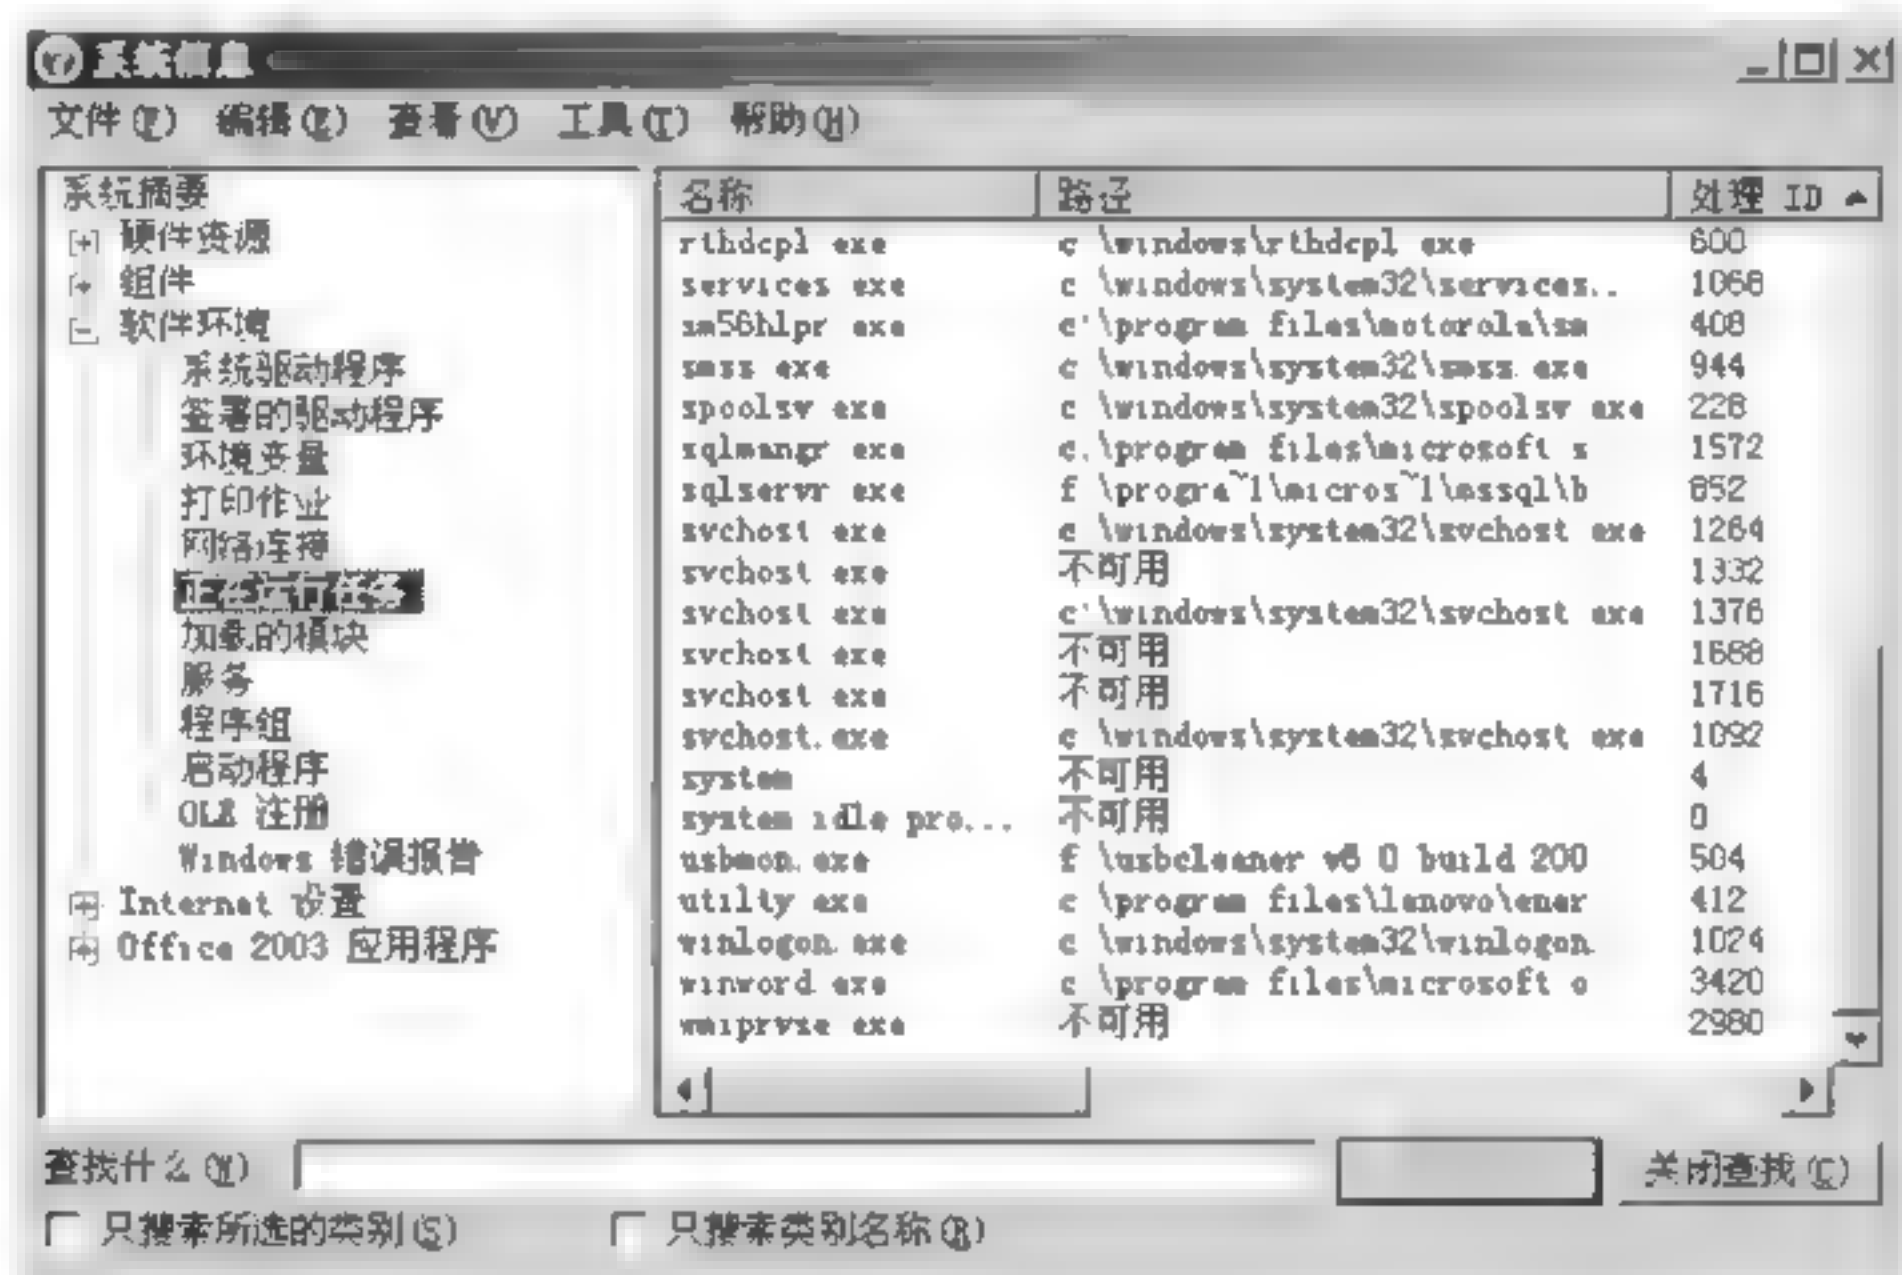 系统信息
文件(F) 编辑(E) 查看(V) 工具(T) 帮助(H)
系统摘要
硬件资源
组件
软件环境
系统驱动程序
签署的驱动程序
环境变量
打印作业
网络连接
正在运行任务
加载的模块
服务
程序组
启动程序
OLE 注册
Windows 错误报告
Internet 设置
Office 2003 应用程序
名称 路径 处理 ID
rthdcpl exe c \windows\rthdcpl exe 600
services exe c \windows\system32\services.. 1068
sm56hlpr exe c:\program files\motorola\sm 408
smss exe c \windows\system32\smss exe 944
spoolsv exe c \windows\system32\spoolsv exe 228
sqlmangr exe c.\program files\microsoft s 1572
sqlservr exe f \progra~1\micros~1\mssql\b 852
svchost exe c \windows\system32\svchost exe 1264
svchost exe 不可用 1332
svchost exe c:\windows\system32\svchost exe 1376
svchost exe 不可用 1688
svchost exe 不可用 1716
svchost.exe c \windows\system32\svchost exe 1092
system 不可用 4
system idle pro... 不可用 0
usbmon.exe f \usbcleaner v6 0 build 200 504
utilty exe c \program files\lenovo\ener 412
winlogon.exe c \windows\system32\winlogon. 1024
winword exe c \program files\microsoft o 3420
wmiprvse exe 不可用 2980
查找什么(W) 关闭查找(C)
只搜索所选的类别(S) 只搜索类别名称(R)